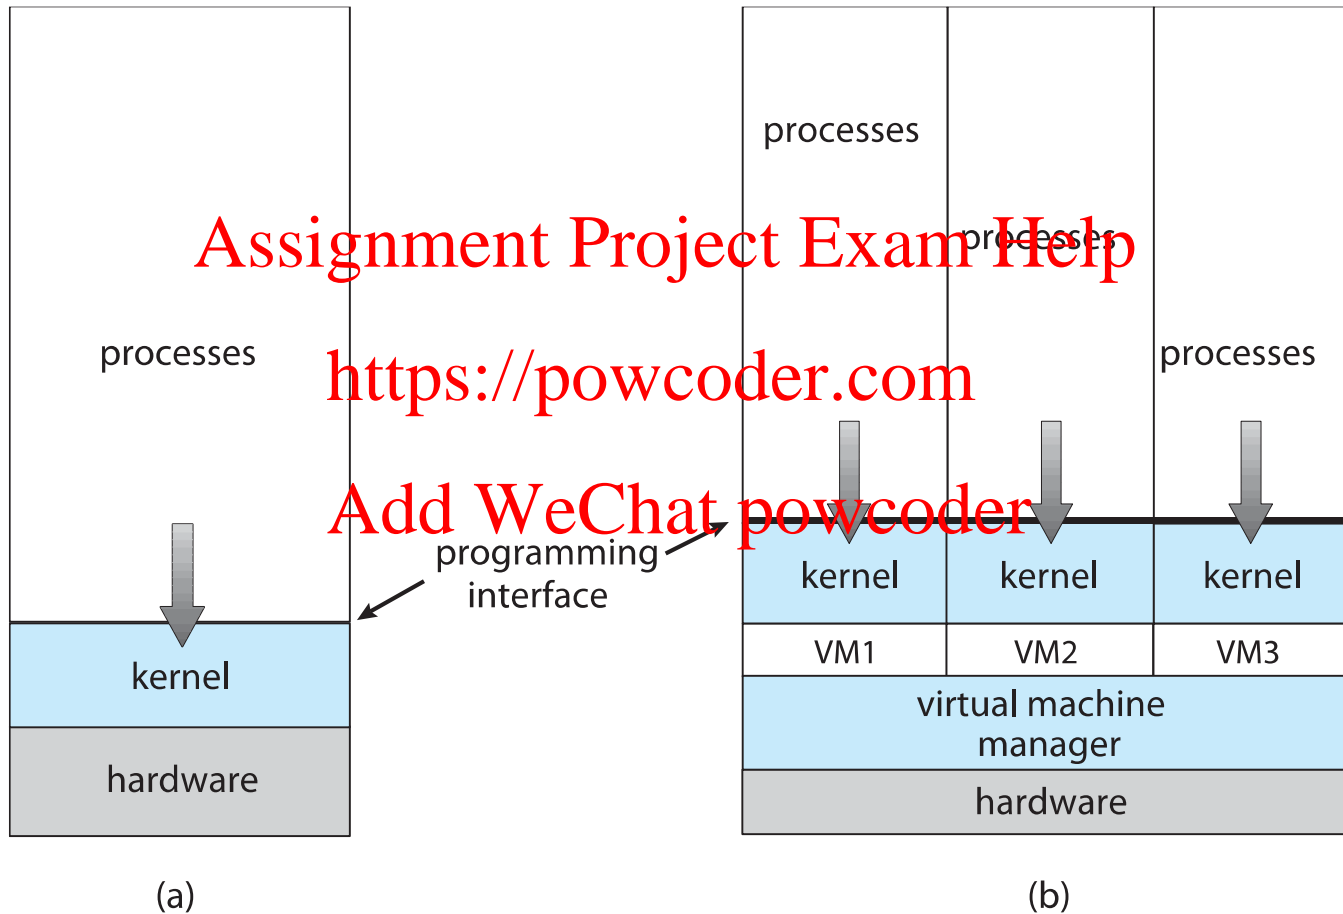 processes
processes
Assignment Project Exam Help
processes
https://powcoder.com
processes
Add WeChat powcoder
programming
interface
kernel
kernel
kernel
kernel
VM1
VM2
VM3
virtual machine
manager
hardware
hardware
(a)
(b)